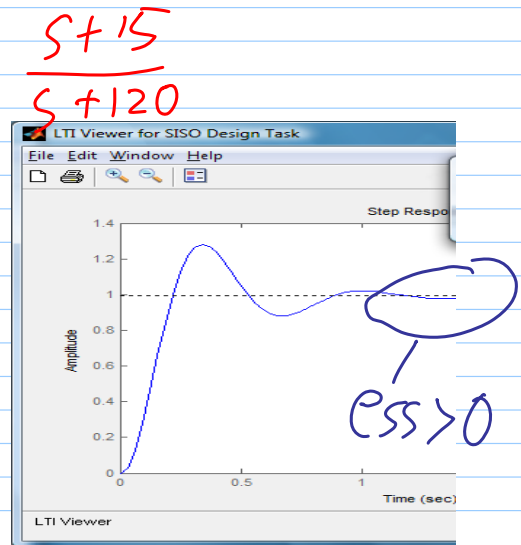 s+15
s+120
LTI Viewer for SISO Design Task
File Edit Window Help
Step Respo
1.4
1.2
1
0.8
0.6
0.4
0.2
0
Amplitude
ess>0
0 0.5 1
Time (sec)
LTI Viewer